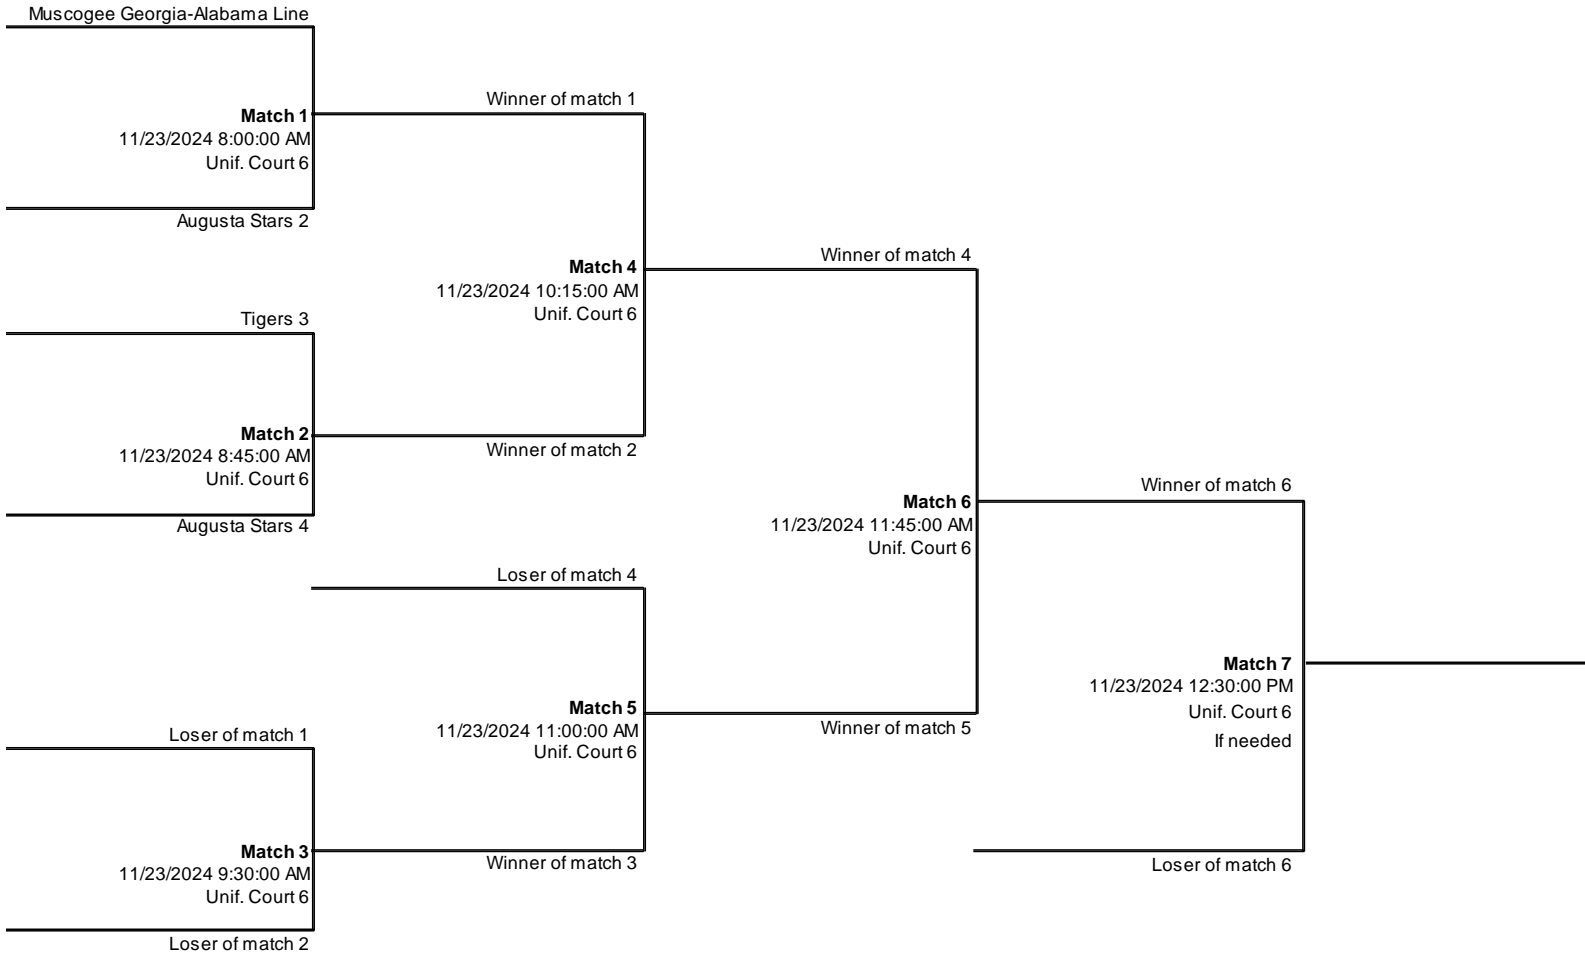 Muscogee Georgia-Alabama Line
Match 1
11/23/2024 8:00:00 AM
Unif. Court 6
Augusta Stars 2
Winner of match 1
Match 4
11/23/2024 10:15:00 AM
Unif. Court 6
Winner of match 2
Tigers 3
Match 2
11/23/2024 8:45:00 AM
Unif. Court 6
Augusta Stars 4
Winner of match 4
Match 6
11/23/2024 11:45:00 AM
Unif. Court 6
Winner of match 5
Loser of match 4
Match 5
11/23/2024 11:00:00 AM
Unif. Court 6
Winner of match 3
Loser of match 1
Match 3
11/23/2024 9:30:00 AM
Unif. Court 6
Loser of match 2
Winner of match 6
Match 7
11/23/2024 12:30:00 PM
Unif. Court 6
If needed
Loser of match 6